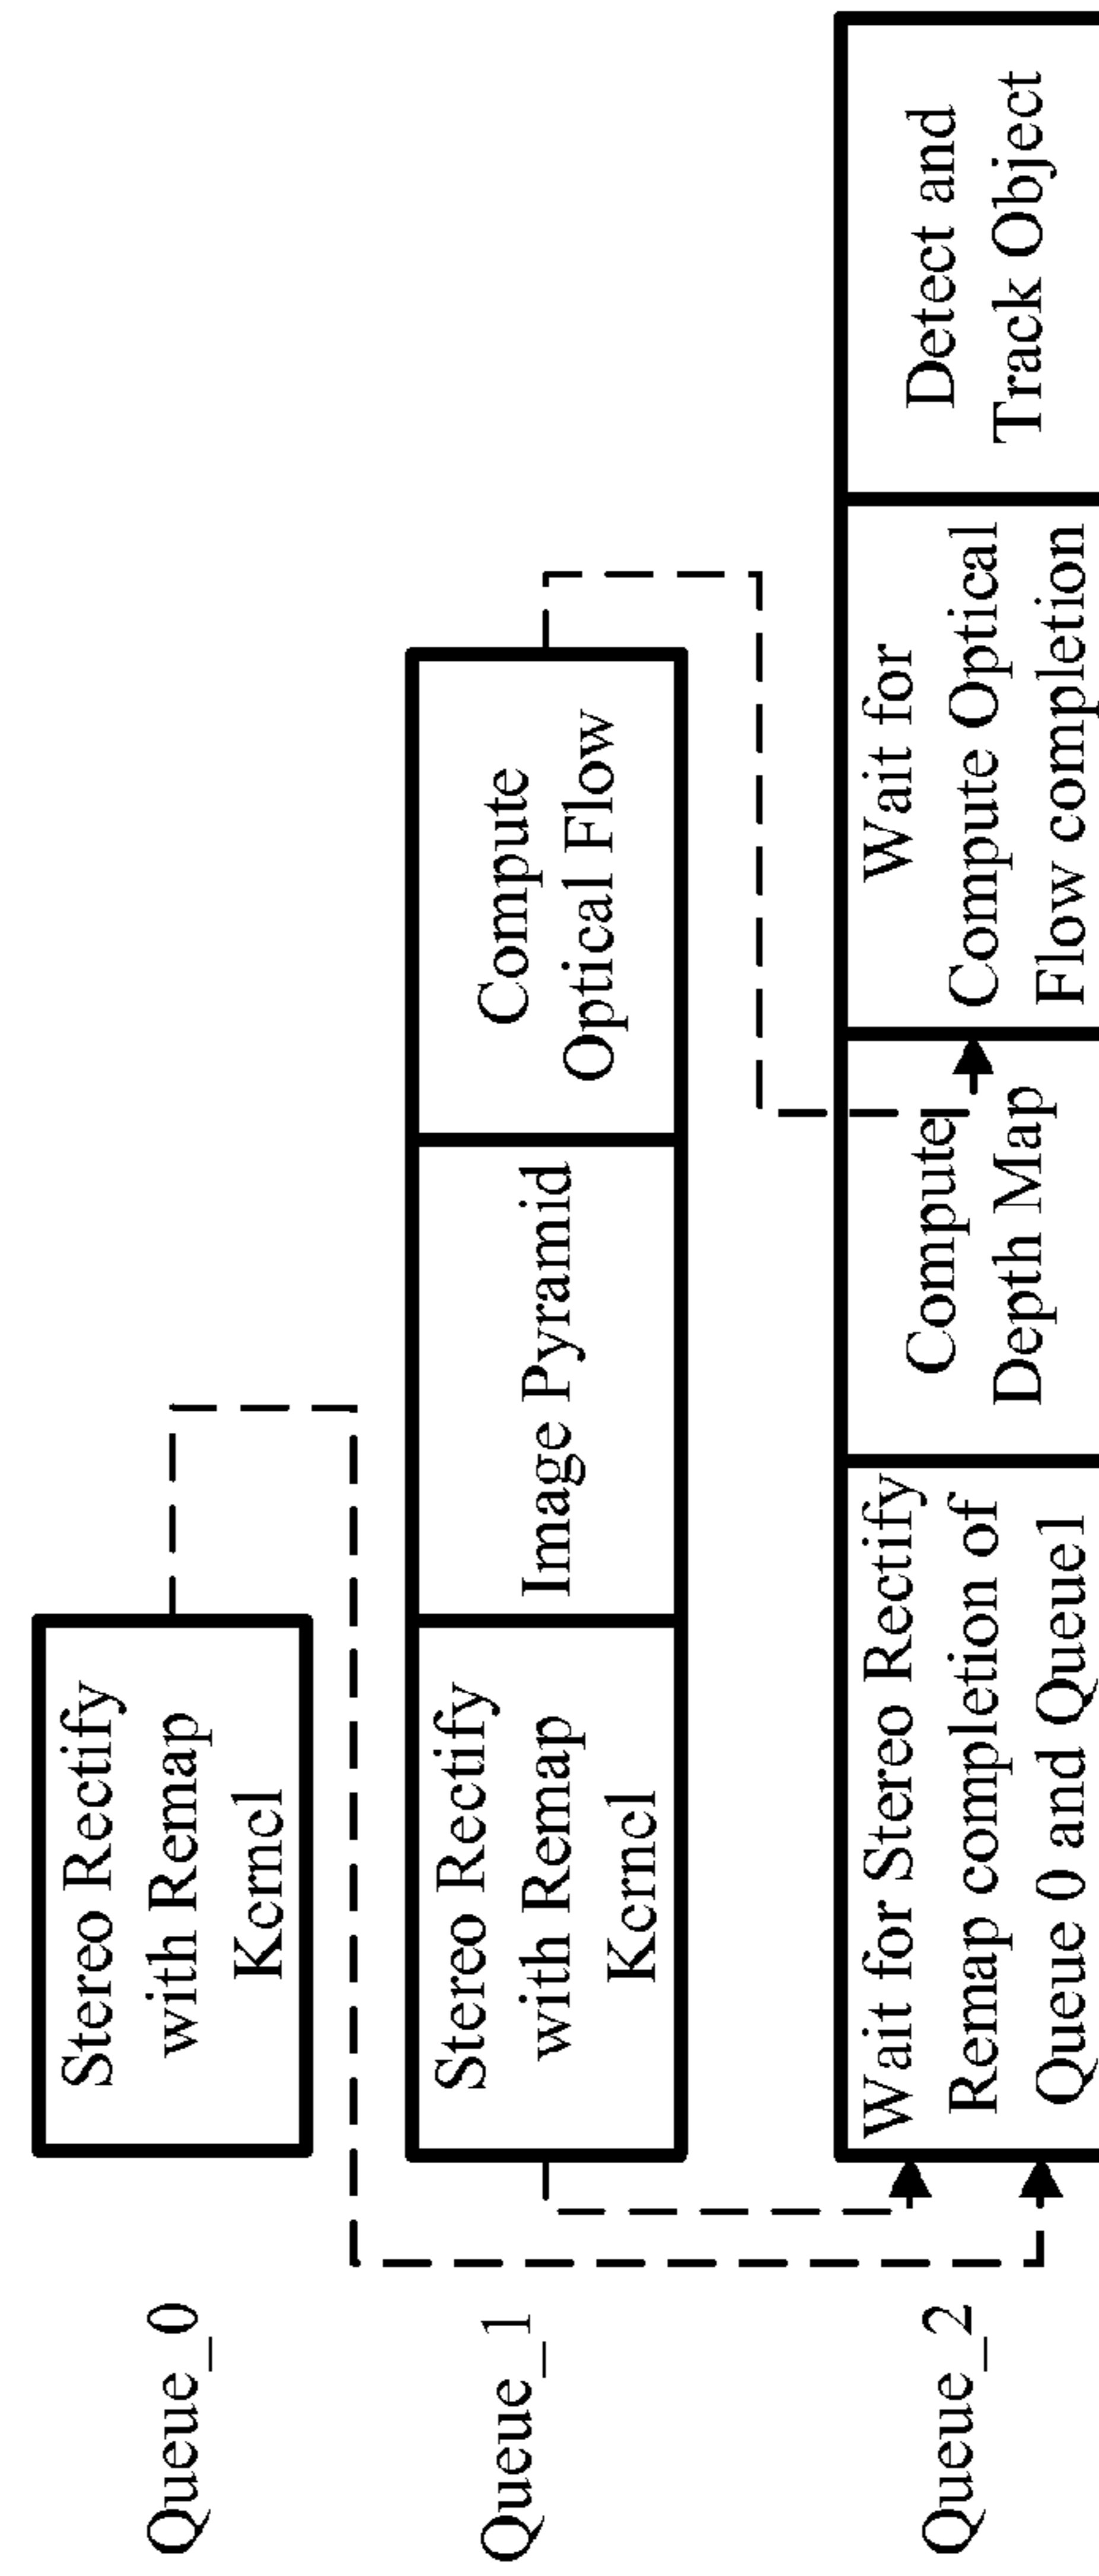 Queue_0
Stereo Rectify
with Remap
Kernel
Queue_1
Stereo Rectify
with Remap
Kernel
Image Pyramid
Compute
Optical Flow
Queue_2
Wait for Stereo Rectify
Remap completion of
Queue 0 and Queue1
Compute
Depth Map
Wait for
Compute Optical
Flow completion
Detect and
Track Object